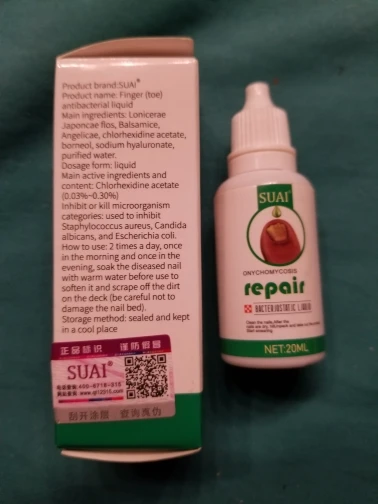 Product brand:SUAI®
Product name: Finger (toe)
antibacterial liquid
Main ingredients: Lonicerae
Japoncae flos, Balsamice,
Angelicae, chlorhexidine acetate,
borneol, sodium hyaluronate,
purified water.
Dosage form: liquid
Main active ingredients and
content: Chlorhexidine acetate
(0.03%~0.30%)
Inhibit or kill microorganism
categories: used to inhibit
Staphylococcus aureus, Candida
albicans, and Escherichia coli.
How to use: 2 times a day, once
in the morning and once in the
evening, soak the diseased nail
with warm water before use to
soften it and scrape off the dirt
on the deck (be careful not to
damage the nail bed).
Storage method: sealed and kept
in a cool place
正品标识 谨防假冒
SUAI®
400-6718-315
www.gf2315.com
刮开涂层 查询真伪
SUAI®
ONYCHOMYCOSIS
repair
BACTERIOSTATIC LIQUID
NET:20ML